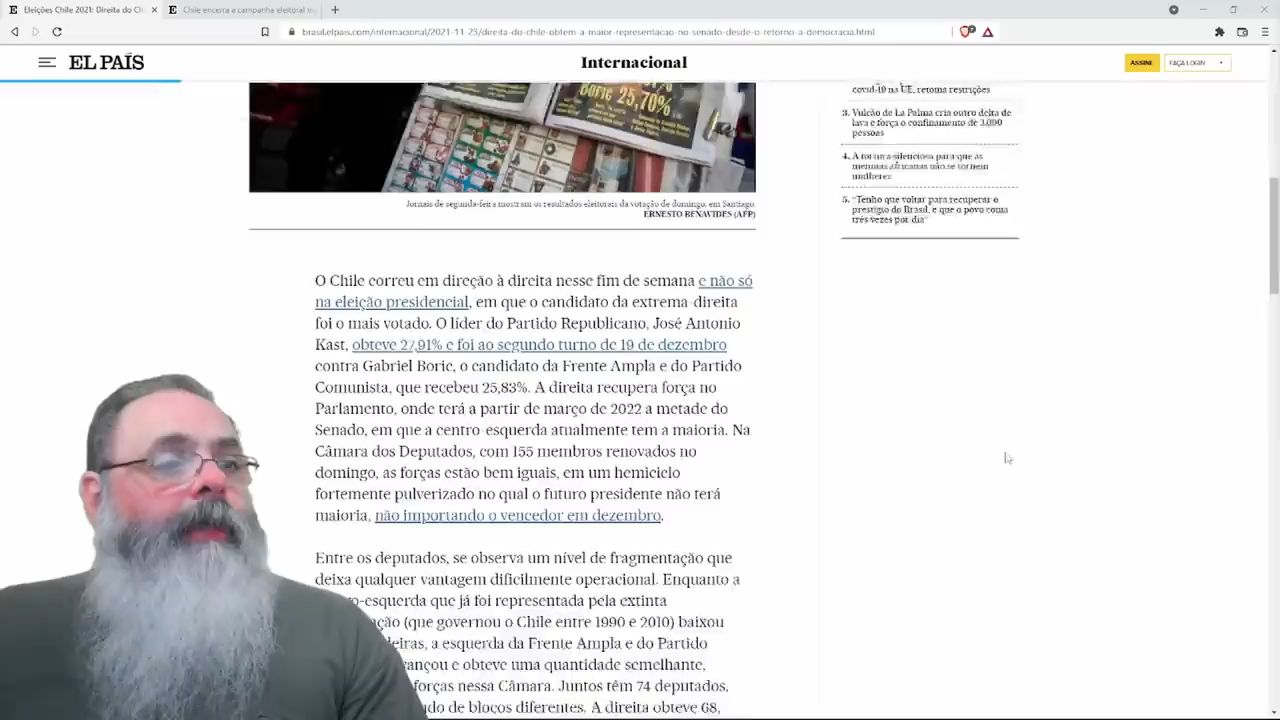 Eleições Chile 2021: Direita do Ch
Chile encerra a campanha eleitoral m
brasil.elpais.com/internacional/2021-11-23/direita-do-chile-obtem-a-maior-representacao-no-senado-desde-o-retorno-a-democracia.html
EL PAÍS
Internacional
ASSINE
FAÇA LOGIN
Boric 25,70%
covid-19 na UE, retoma restrições
3. Vulcão de La Palma cria outro delta de
lava e força o confinamento de 3.000
pessoas
4. A tortura silenciosa para que as
meninas africanas não se tornem
mulheres
5. “Tenho que voltar para recuperar o
prestígio do Brasil, e que o povo coma
três vezes por dia”
Jornais de segunda-feira mostram os resultados eleitorais da votação de domingo, em Santiago.
ERNESTO BENAVIDES (AFP)
O Chile correu em direção à direita nesse fim de semana e não só
na eleição presidencial, em que o candidato da extrema-direita
foi o mais votado. O líder do Partido Republicano, José Antonio
Kast, obteve 27,91% e foi ao segundo turno de 19 de dezembro
contra Gabriel Boric, o candidato da Frente Ampla e do Partido
Comunista, que recebeu 25,83%. A direita recupera força no
Parlamento, onde terá a partir de março de 2022 a metade do
Senado, em que a centro-esquerda atualmente tem a maioria. Na
Câmara dos Deputados, com 155 membros renovados no
domingo, as forças estão bem iguais, em um hemiciclo
fortemente pulverizado no qual o futuro presidente não terá
maioria, não importando o vencedor em dezembro.
Entre os deputados, se observa um nível de fragmentação que
deixa qualquer vantagem dificilmente operacional. Enquanto a
o-esquerda que já foi representada pela extinta
ação (que governou o Chile entre 1990 e 2010) baixou
deiras, a esquerda da Frente Ampla e do Partido
ançou e obteve uma quantidade semelhante,
forças nessa Câmara. Juntos têm 74 deputados,
do de blocos diferentes. A direita obteve 68,